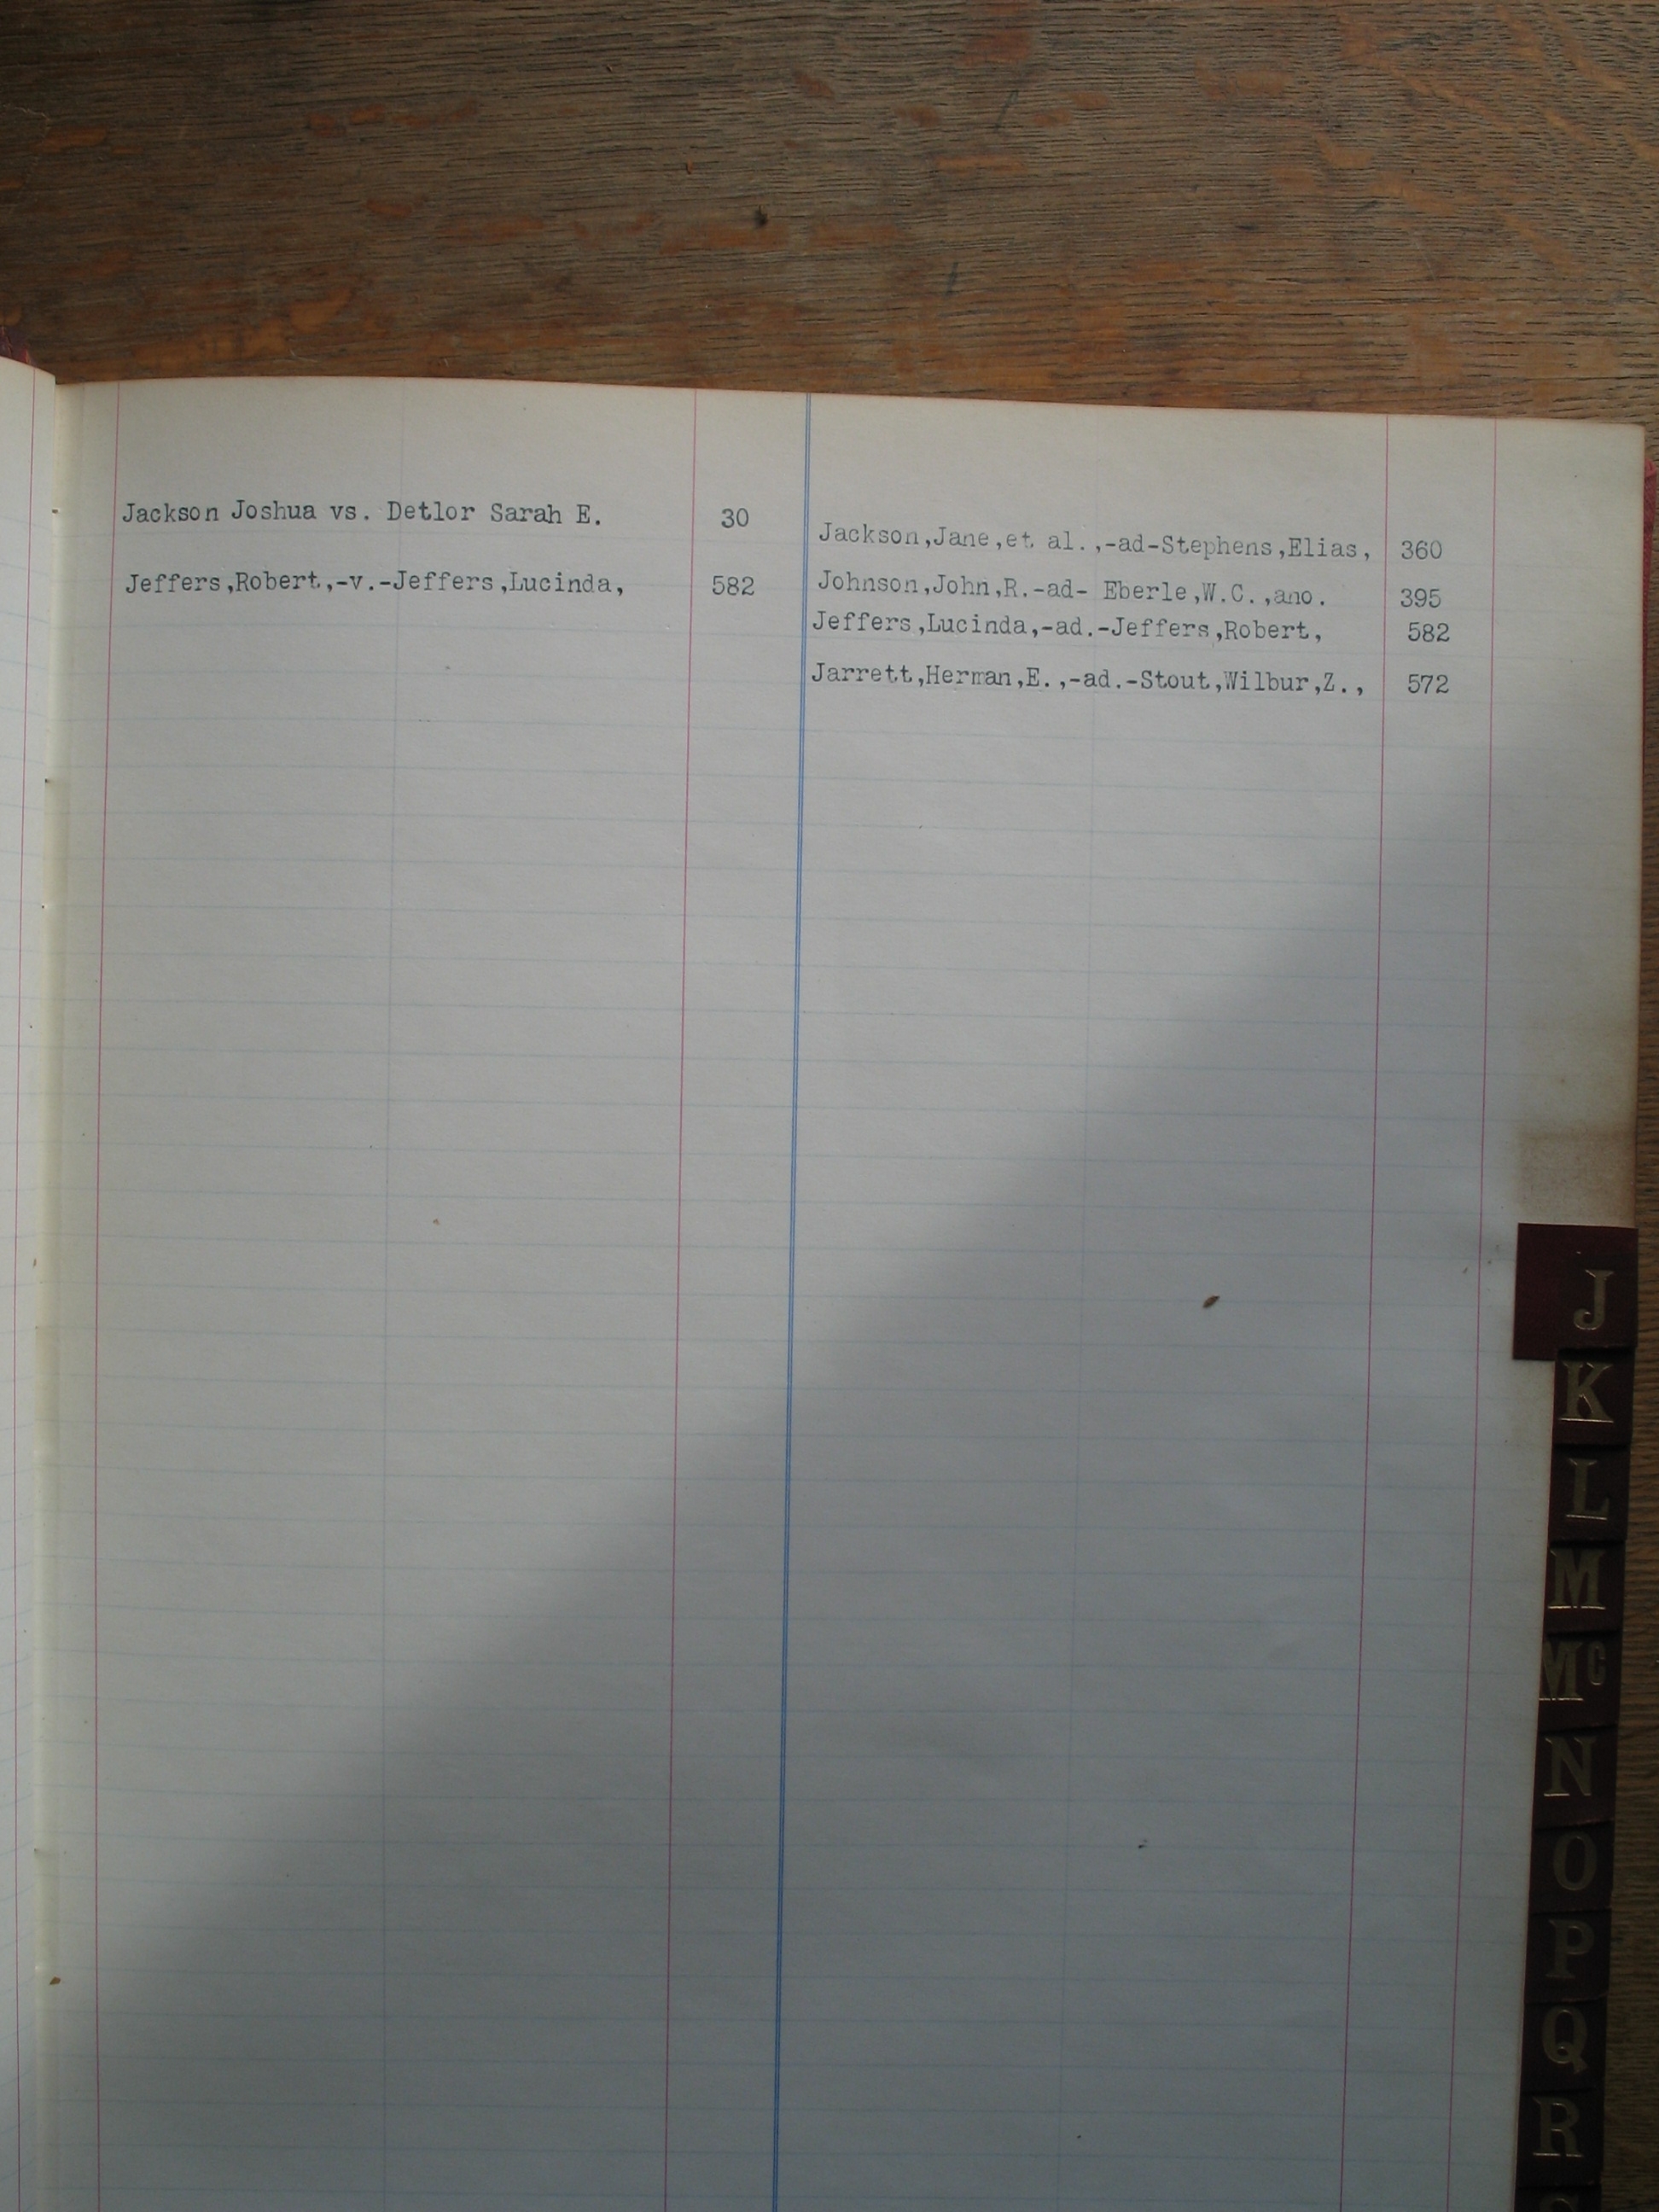 Jackson Joshua vs. Detlor Sarah E. 30
Jeffers,Robert,-v.-Jeffers,Lucinda, 582
Jackson,Jane,et al.,-ad-Stephens,Elias, 360
Johnson,John,R.-ad- Eberle,W.C.,ano. 395
Jeffers,Lucinda,-ad.-Jeffers,Robert, 582
Jarrett,Herman,E.,-ad.-Stout,Wilbur,Z., 572
J
K
L
M
Mc
N
O
P
Q
R